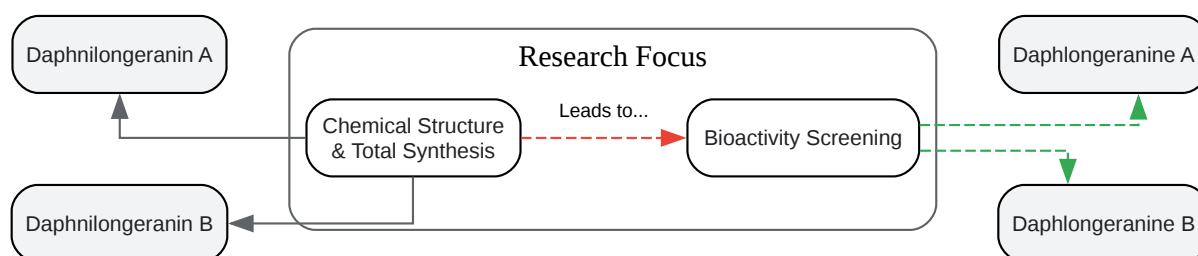 Daphnilongeranin A
Research Focus
Daphlongeranine A
Chemical Structure
& Total Synthesis
Leads to...
Bioactivity Screening
Daphnilongeranin B
Daphlongeranine B